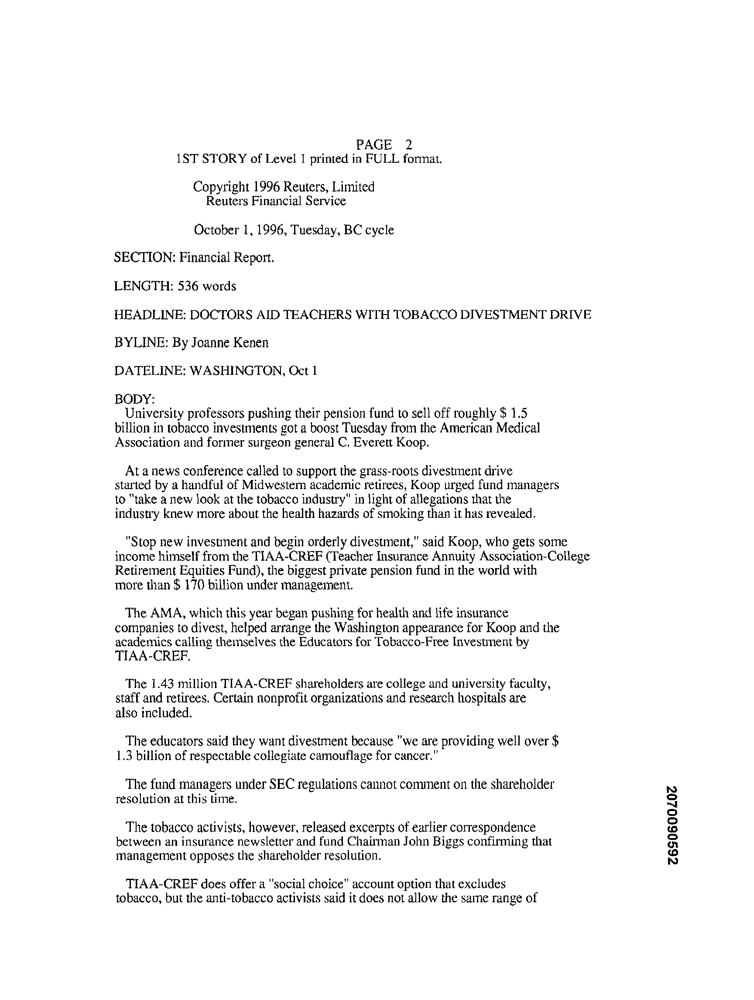 PAGE 2
1ST STORY of Level 1 printed in FULL format.
Copyright 1996 Reuters, Limited
Reuters Financial Service
October 1, 1996, Tuesday, BC cycle
SECTION: Financial Report.
LENGTH: 536 words
HEADLINE: DOCTORS AID TEACHERS WITH TOBACCO DIVESTMENT DRIVE
BYLINE: By Joanne Kenen
DATELINE: WASHINGTON, Oct 1
BODY:
University professors pushing their pension fund to sell off roughly $ 1.5
billion in tobacco investments got a boost Tuesday from the American Medical
Association and former surgeon general C. Everett Koop.
At a news conference called to support the grass-roots divestment drive
started by a handful of Midwestern academic retirees, Koop urged fund managers
to "take a new look at the tobacco industry" in light of allegations that the
industry knew more about the health hazards of smoking than it has revealed.
"Stop new investment and begin orderly divestment," said Koop, who gets some
income himself from the TIAA-CREF (Teacher Insurance Annuity Association-College
Retirement Equities Fund), the biggest private pension fund in the world with
more than $ 170 billion under management.
The AMA, which this year began pushing for health and life insurance
companies to divest, helped arrange the Washington appearance for Koop and the
academics calling themselves the Educators for Tobacco-Free Investment by
TIAA-CREF.
The 1.43 million TIAA-CREF shareholders are college and university faculty,
staff and retirees. Certain nonprofit organizations and research hospitals are
also included.
The educators said they want divestment because "we are providing well over $
1.3 billion of respectable collegiate camouflage for cancer."
The fund managers under SEC regulations cannot comment on the shareholder
resolution at this time.
The tobacco activists, however, released excerpts of earlier correspondence
between an insurance newsletter and fund Chairman John Biggs confirming that
management opposes the shareholder resolution.
TIAA-CREF does offer a "social choice" account option that excludes
tobacco, but the anti-tobacco activists said it does not allow the same range of
2070090592